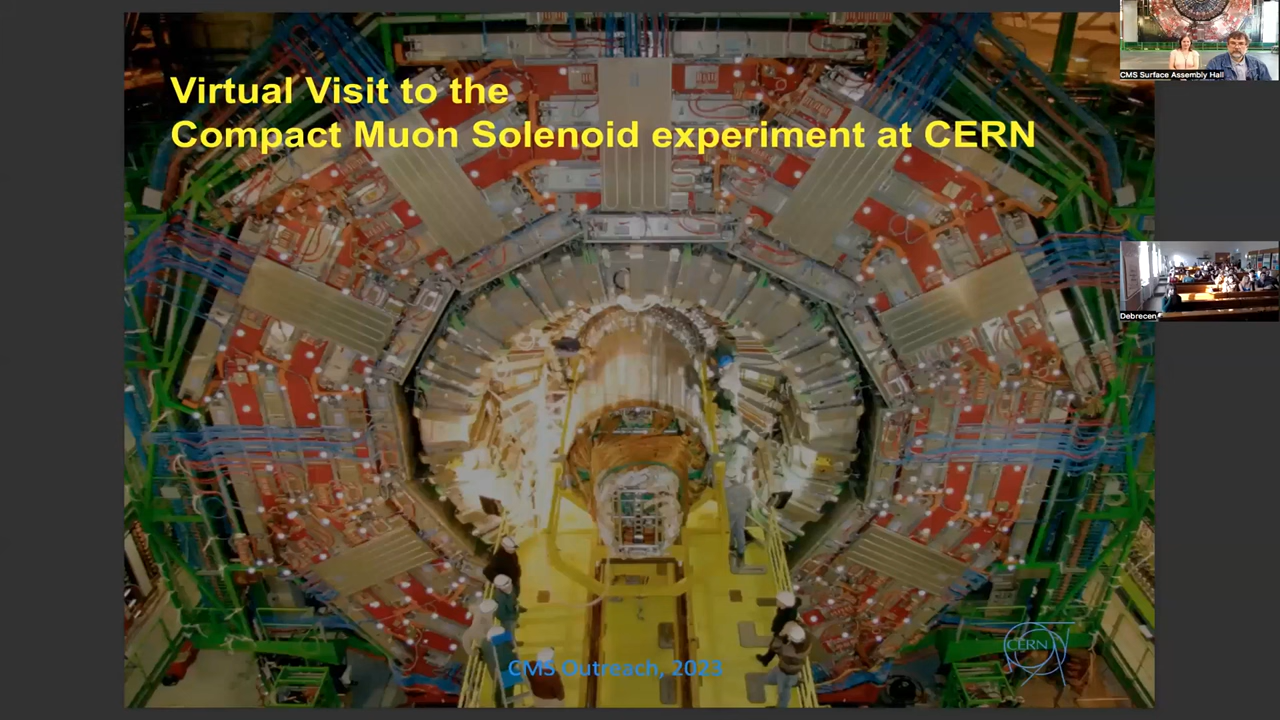 Virtual Visit to the
Compact Muon Solenoid experiment at CERN
CMS Surface Assembly Hall
Debrecen
CERN
CMS Outreach, 2023